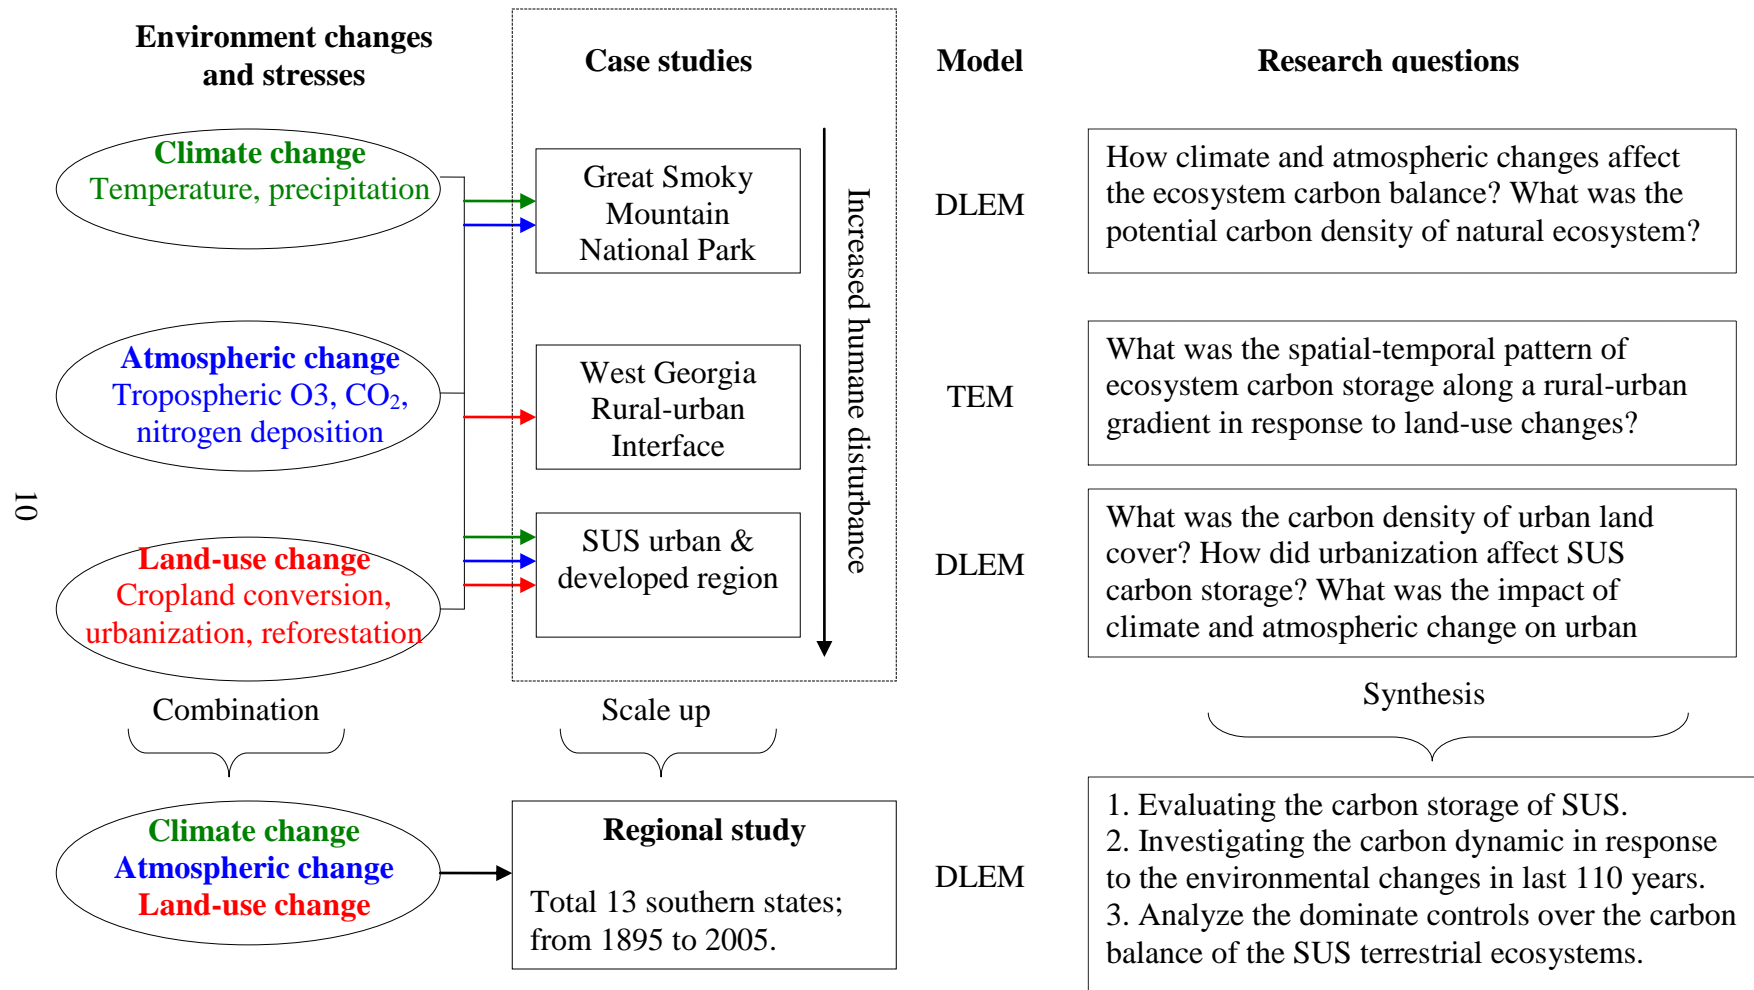 Environment changes
and stresses
Case studies
Model
Research questions
Climate change
Temperature, precipitation
Great Smoky
Mountain
National Park
DLEM
How climate and atmospheric changes affect
the ecosystem carbon balance? What was the
potential carbon density of natural ecosystem?
Increased humane disturbance
Atmospheric change
Tropospheric O3, CO₂,
nitrogen deposition
West Georgia
Rural-urban
Interface
TEM
What was the spatial-temporal pattern of
ecosystem carbon storage along a rural-urban
gradient in response to land-use changes?
10
Land-use change
Cropland conversion,
urbanization, reforestation
SUS urban &
developed region
DLEM
What was the carbon density of urban land
cover? How did urbanization affect SUS
carbon storage? What was the impact of
climate and atmospheric change on urban
Combination
Scale up
Synthesis
Climate change
Atmospheric change
Land-use change
Regional study
Total 13 southern states;
from 1895 to 2005.
DLEM
1. Evaluating the carbon storage of SUS.
2. Investigating the carbon dynamic in response
to the environmental changes in last 110 years.
3. Analyze the dominate controls over the carbon
balance of the SUS terrestrial ecosystems.